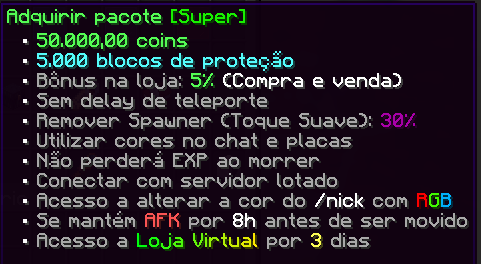 Adquirir pacote [Super]
• 50.000,00 coins
• 5.000 blocos de proteção
• Bônus na loja: 5% (Compra e venda)
• Sem delay de teleporte
• Remover Spawner (Toque Suave): 30%
• Utilizar cores no chat e placas
• Não perderá EXP ao morrer
• Conectar com servidor lotado
• Acesso a alterar a cor do /nick com RGB
• Se mantém AFK por 8h antes de ser movido
• Acesso a Loja Virtual por 3 dias